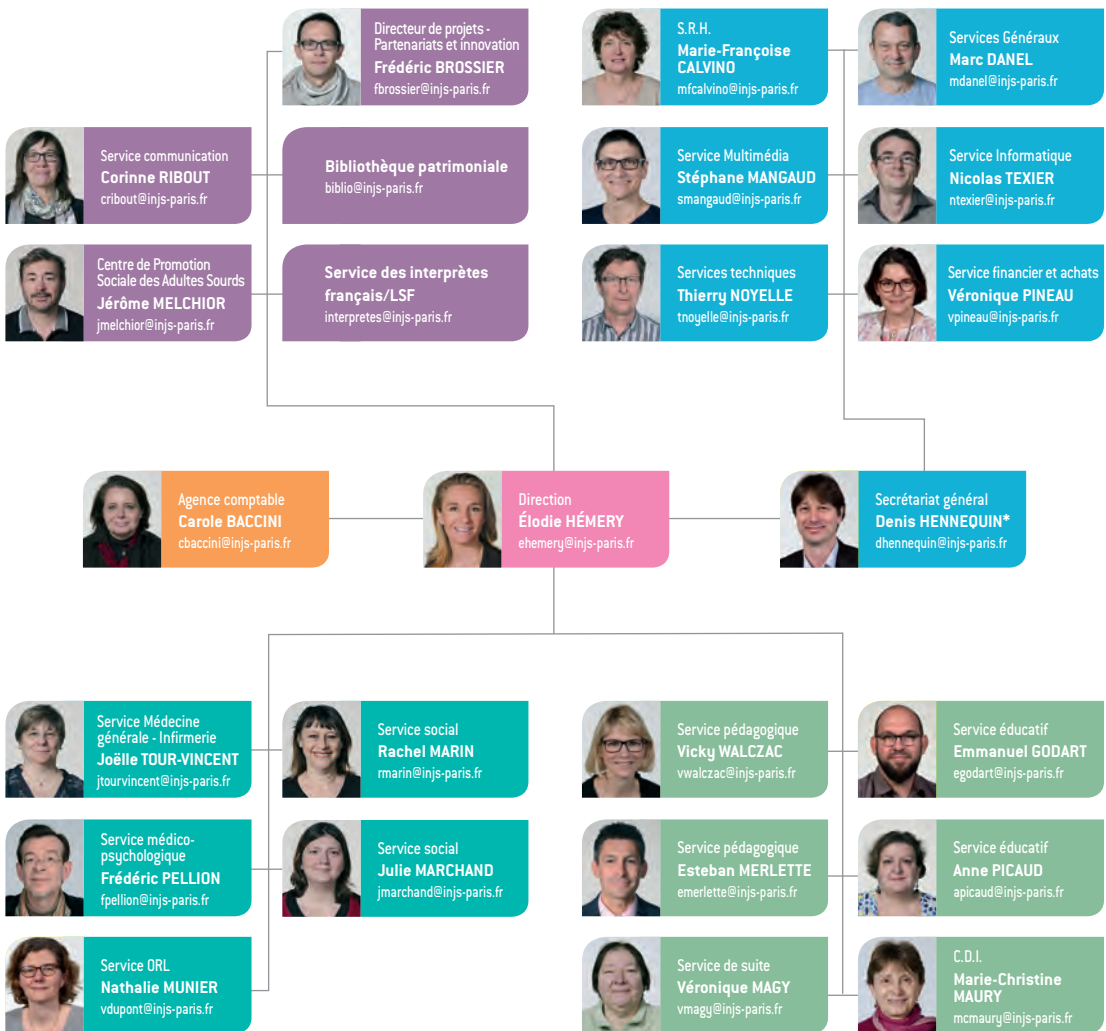 Directeur de projets -
Partenariats et innovation
Frédéric BROSSIER
fbrossier@injs-paris.fr
Service communication
Corinne RIBOUT
cribout@injs-paris.fr
Bibliothèque patrimoniale
biblio@injs-paris.fr
Centre de Promotion
Sociale des Adultes Sourds
Jérôme MELCHIOR
jmelchior@injs-paris.fr
Service des interprètes
français/LSF
interpretes@injs-paris.fr
S.R.H.
Marie-Françoise
CALVINO
mfcalvino@injs-paris.fr
Services Généraux
Marc DANEL
mdanel@injs-paris.fr
Service Multimédia
Stéphane MANGAUD
smangaud@injs-paris.fr
Service Informatique
Nicolas TEXIER
ntexier@injs-paris.fr
Services techniques
Thierry NOYELLE
tnoyelle@injs-paris.fr
Service financier et achats
Véronique PINEAU
vpineau@injs-paris.fr
Agence comptable
Carole BACCINI
cbaccini@injs-paris.fr
Direction
Élodie HÉMERY
ehemery@injs-paris.fr
Secrétariat général
Denis HENNEQUIN*
dhennequin@injs-paris.fr
Service Médecine
générale - Infirmerie
Joëlle TOUR-VINCENT
jtourvincent@injs-paris.fr
Service social
Rachel MARIN
rmarin@injs-paris.fr
Service médico-
psychologique
Frédéric PELLION
fpellion@injs-paris.fr
Service social
Julie MARCHAND
jmarchand@injs-paris.fr
Service ORL
Nathalie MUNIER
vdupont@injs-paris.fr
Service pédagogique
Vicky WALCZAC
vwalczac@injs-paris.fr
Service éducatif
Emmanuel GODART
egodart@injs-paris.fr
Service pédagogique
Esteban MERLETTE
emerlette@injs-paris.fr
Service éducatif
Anne PICAUD
apicaud@injs-paris.fr
Service de suite
Véronique MAGY
vmagy@injs-paris.fr
C.D.I.
Marie-Christine
MAURY
mcmaury@injs-paris.fr